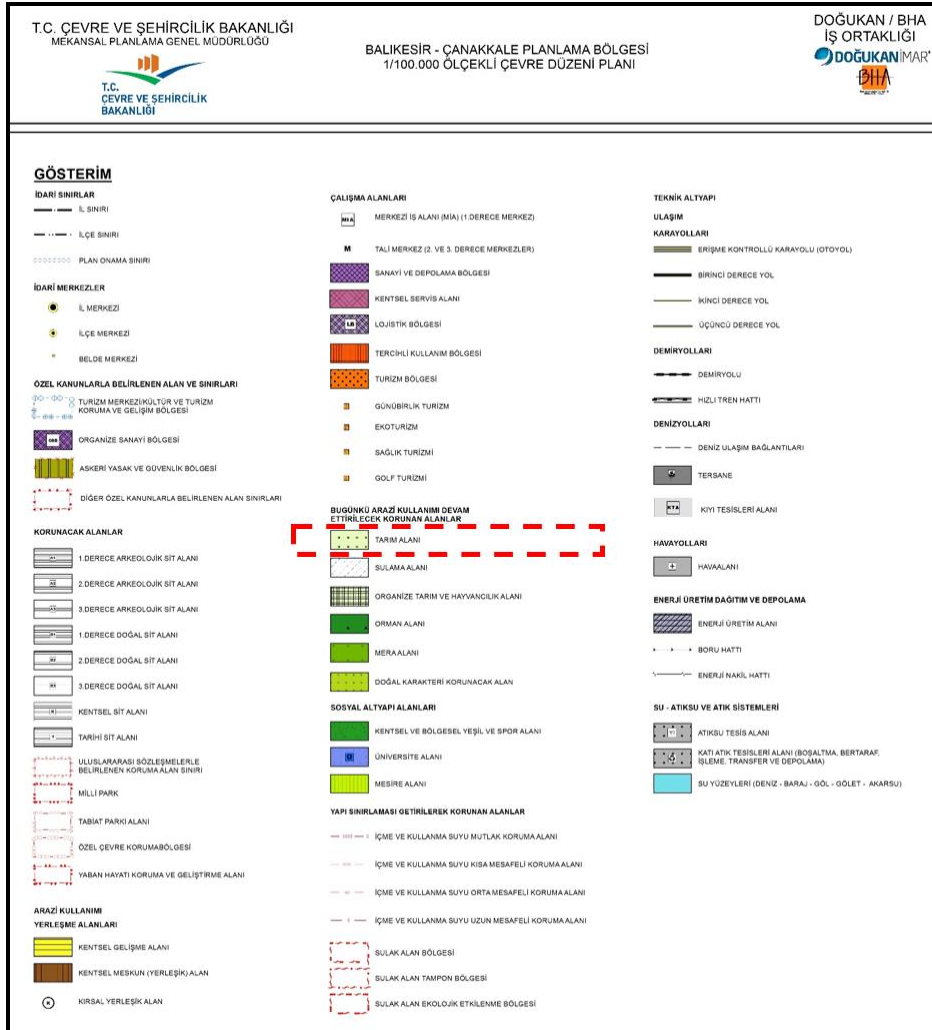 T.C. ÇEVRE VE ŞEHİRCİLİK BAKANLIĞI
MEKANSAL PLANLAMA GENEL MÜDÜRLÜĞÜ
T.C.
ÇEVRE VE ŞEHİRCİLİK
BAKANLIĞI
BALIKESİR - ÇANAKKALE PLANLAMA BÖLGESİ
1/100.000 ÖLÇEKLİ ÇEVRE DÜZENİ PLANI
DOĞUKAN / BHA
İŞ ORTAKLIĞI
DOĞUKAN İMAR
BHA
GÖSTERİM
İDARİ SINIRLAR
İL SINIRI
İLÇE SINIRI
PLAN ONAMA SINIRI
İDARİ MERKEZLER
İL MERKEZİ
İLÇE MERKEZİ
BELDE MERKEZİ
ÖZEL KANUNLARLA BELİRLENEN ALAN VE SINIRLARI
TURİZM MERKEZİ/KÜLTÜR VE TURİZM
KORUMA VE GELİŞİM BÖLGESİ
OSB ORGANİZE SANAYİ BÖLGESİ
ASKERİ YASAK VE GÜVENLİK BÖLGESİ
DİĞER ÖZEL KANUNLARLA BELİRLENEN ALAN SINIRLARI
KORUNACAK ALANLAR
1.DERECE ARKEOLOJİK SİT ALANI
2.DERECE ARKEOLOJİK SİT ALANI
3.DERECE ARKEOLOJİK SİT ALANI
1.DERECE DOĞAL SİT ALANI
2.DERECE DOĞAL SİT ALANI
3.DERECE DOĞAL SİT ALANI
KENTSEL SİT ALANI
TARİHİ SİT ALANI
ULUSLARARASI SÖZLEŞMELERLE
BELİRLENEN KORUMA ALAN SINIRI
MİLLİ PARK
TABİAT PARKI ALANI
ÖZEL ÇEVRE KORUMABÖLGESİ
YABAN HAYATI KORUMA VE GELİŞTİRME ALANI
ARAZİ KULLANIMI
YERLEŞME ALANLARI
KENTSEL GELİŞME ALANI
KENTSEL MESKUN (YERLEŞİK) ALAN
K KIRSAL YERLEŞİK ALAN
ÇALIŞMA ALANLARI
MİA MERKEZİ İŞ ALANI (MİA) (1.DERECE MERKEZ)
M TALİ MERKEZ (2. VE 3. DERECE MERKEZLER)
SANAYİ VE DEPOLAMA BÖLGESİ
KENTSEL SERVİS ALANI
LB LOJİSTİK BÖLGESİ
TERCİHLİ KULLANIM BÖLGESİ
TURİZM BÖLGESİ
GÜNÜBİRLİK TURİZM
EKOTURİZM
SAĞLIK TURİZMİ
GOLF TURİZMİ
BUGÜNKÜ ARAZİ KULLANIMI DEVAM
ETTİRİLECEK KORUNAN ALANLAR
TARIM ALANI
SULAMA ALANI
ORGANİZE TARIM VE HAYVANCILIK ALANI
ORMAN ALANI
MERA ALANI
DOĞAL KARAKTERİ KORUNACAK ALAN
SOSYAL ALTYAPI ALANLARI
KENTSEL VE BÖLGESEL YEŞİL VE SPOR ALANI
ÜNİVERSİTE ALANI
MESİRE ALANI
YAPI SINIRLAMASI GETİRİLEREK KORUNAN ALANLAR
İÇME VE KULLANMA SUYU MUTLAK KORUMA ALANI
İÇME VE KULLANMA SUYU KISA MESAFELİ KORUMA ALANI
İÇME VE KULLANMA SUYU ORTA MESAFELİ KORUMA ALANI
İÇME VE KULLANMA SUYU UZUN MESAFELİ KORUMA ALANI
SULAK ALAN BÖLGESİ
SULAK ALAN TAMPON BÖLGESİ
SULAK ALAN EKOLOJİK ETKİLENME BÖLGESİ
TEKNİK ALTYAPI
ULAŞIM
KARAYOLLARI
ERİŞME KONTROLLÜ KARAYOLU (OTOYOL)
BİRİNCİ DERECE YOL
İKİNCİ DERECE YOL
ÜÇÜNCÜ DERECE YOL
DEMİRYOLLARI
DEMİRYOLU
HIZLI TREN HATTI
DENİZYOLLARI
DENİZ ULAŞIM BAĞLANTILARI
TERSANE
KTA KIYI TESİSLERİ ALANI
HAVAYOLLARI
HAVAALANI
ENERJİ ÜRETİM DAĞITIM VE DEPOLAMA
ENERJİ ÜRETİM ALANI
BORU HATTI
ENERJİ NAKİL HATTI
SU - ATIKSU VE ATIK SİSTEMLERİ
ATIKSU TESİS ALANI
KATI ATIK TESİSLERİ ALANI (BOŞALTMA, BERTARAF,
İŞLEME, TRANSFER VE DEPOLAMA)
SU YÜZEYLERİ (DENİZ - BARAJ - GÖL - GÖLET - AKARSU)